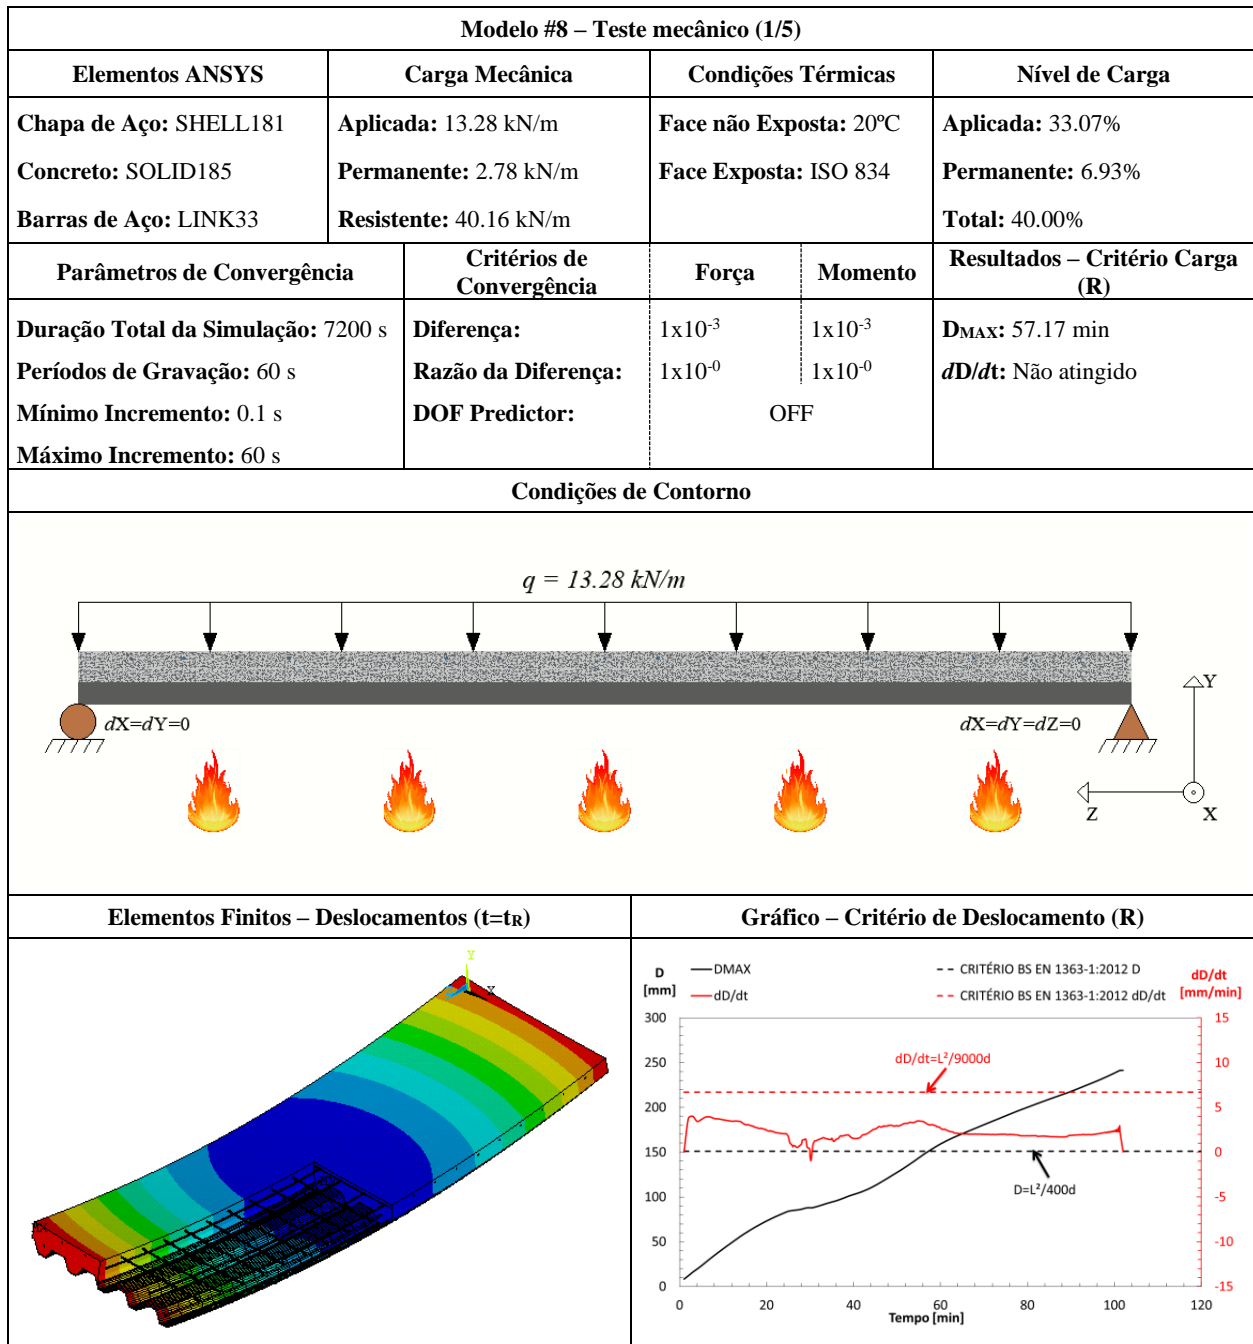 Modelo #8 – Teste mecânico (1/5)
Elementos ANSYS
Carga Mecânica
Condições Térmicas
Nível de Carga
Chapa de Aço: SHELL181
Concreto: SOLID185
Barras de Aço: LINK33
Aplicada: 13.28 kN/m
Permanente: 2.78 kN/m
Resistente: 40.16 kN/m
Face não Exposta: 20ºC
Face Exposta: ISO 834
Aplicada: 33.07%
Permanente: 6.93%
Total: 40.00%
Parâmetros de Convergência
Critérios de
Convergência
Força
Momento
Resultados – Critério Carga
(R)
Duração Total da Simulação: 7200 s
Períodos de Gravação: 60 s
Mínimo Incremento: 0.1 s
Máximo Incremento: 60 s
Diferença: 1x10-3 1x10-3
Razão da Diferença: 1x10-0 1x10-0
DOF Predictor: OFF
DMAX: 57.17 min
dD/dt: Não atingido
Condições de Contorno
q = 13.28 kN/m
dX=dY=0
dX=dY=dZ=0
Y
Z
X
Elementos Finitos – Deslocamentos (t=tR)
Gráfico – Critério de Deslocamento (R)
Y
X
D
[mm]
DMAX
dD/dt
CRITÉRIO BS EN 1363-1:2012 D
CRITÉRIO BS EN 1363-1:2012 dD/dt
dD/dt
[mm/min]
300
250
200
150
100
50
0
15
10
5
0
-5
-10
-15
dD/dt=L²/9000d
D=L²/400d
0 20 40 60 80 100 120
Tempo [min]